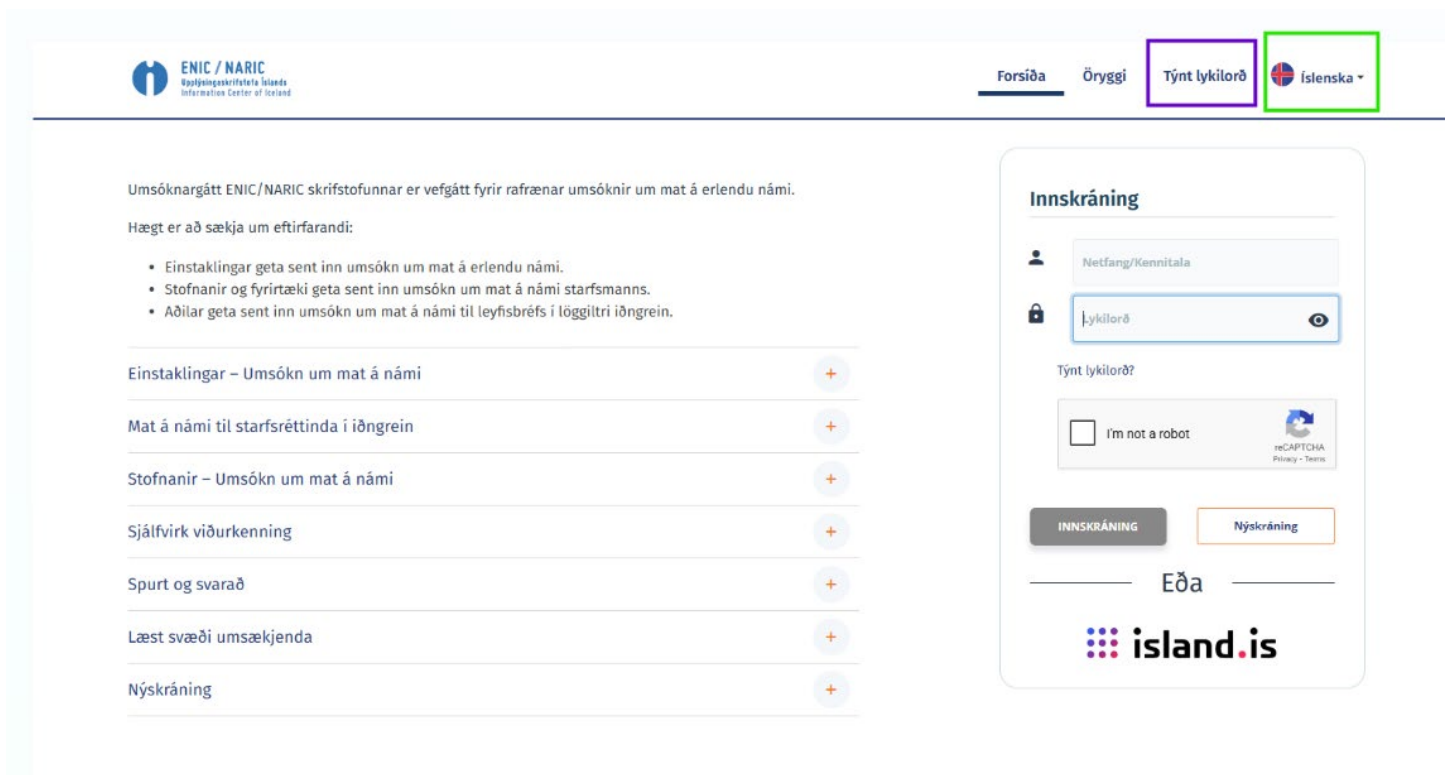 ENIC / NARIC
Upplýsingaskrifstofa Íslands
Information Center of Iceland
Forsíða
Öryggi
Týnt lykilorð
Íslenska
Umsóknargátt ENIC/NARIC skrifstofunnar er vefgátt fyrir rafrænar umsóknir um mat á erlendu námi.
Hægt er að sækja um eftirfarandi:
• Einstaklingar geta sent inn umsókn um mat á erlendu námi.
• Stofnanir og fyrirtæki geta sent inn umsókn um mat á námi starfsmanns.
• Aðilar geta sent inn umsókn um mat á námi til leyfisbréfs í löggiltri iðngrein.
Einstaklingar – Umsókn um mat á námi
Mat á námi til starfsréttinda í iðngrein
Stofnanir – Umsókn um mat á námi
Sjálfvirk viðurkenning
Spurt og svarað
Læst svæði umsækjenda
Nýskráning
Innskráning
Netfang/Kennitala
Lykilorð
Týnt lykilorð?
I'm not a robot
reCAPTCHA
Privacy - Terms
INNSKRÁNING
Nýskráning
Eða
island.is